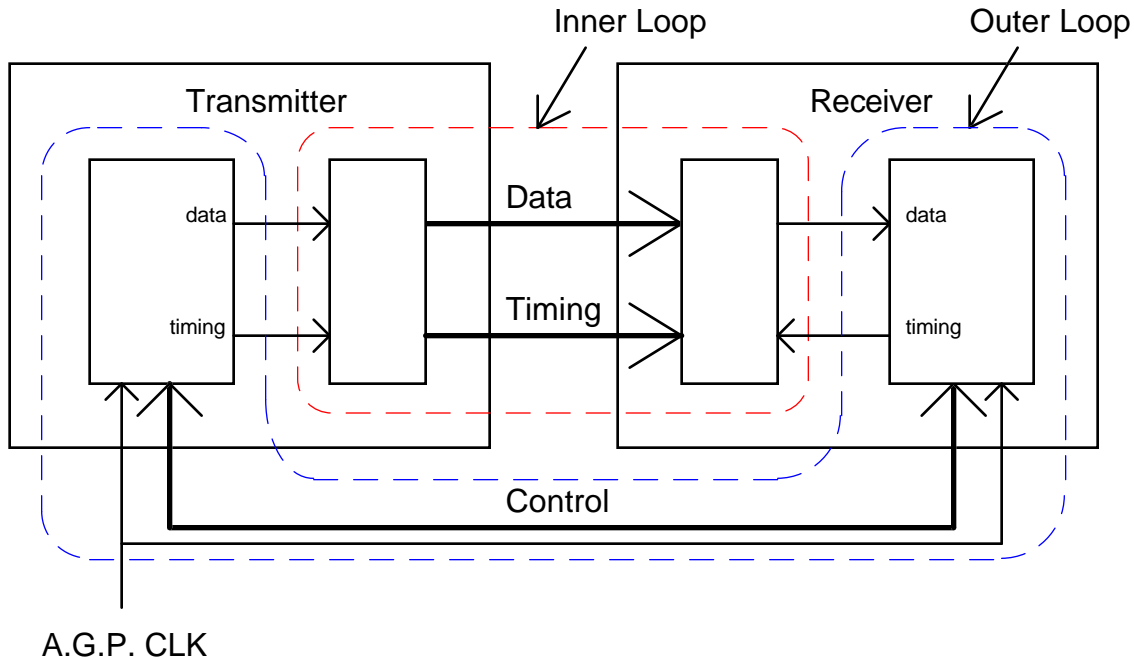 Inner Loop
Outer Loop
Transmitter
Receiver
Data
data
data
Timing
timing
timing
Control
A.G.P. CLK